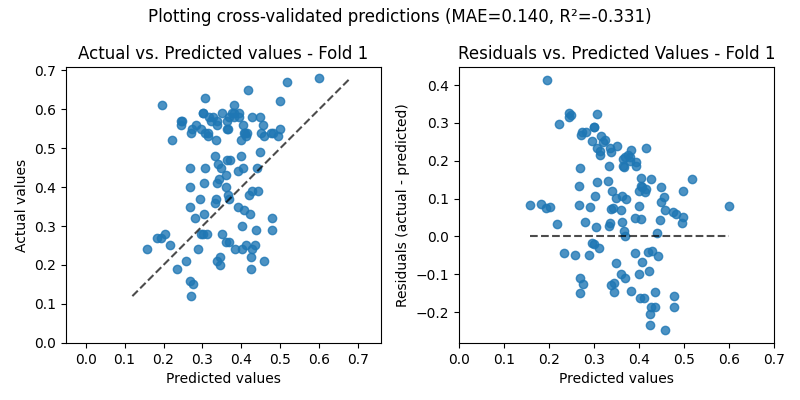 Plotting cross-validated predictions (MAE=0.140, R²=-0.331)
Actual vs. Predicted values - Fold 1
Residuals vs. Predicted Values - Fold 1
Actual values
0.7
0.6
0.5
0.4
0.3
0.2
0.1
0.0
0.0 0.1 0.2 0.3 0.4 0.5 0.6 0.7
Predicted values
Residuals (actual - predicted)
0.4
0.3
0.2
0.1
0.0
−0.1
−0.2
0.0 0.1 0.2 0.3 0.4 0.5 0.6 0.7
Predicted values